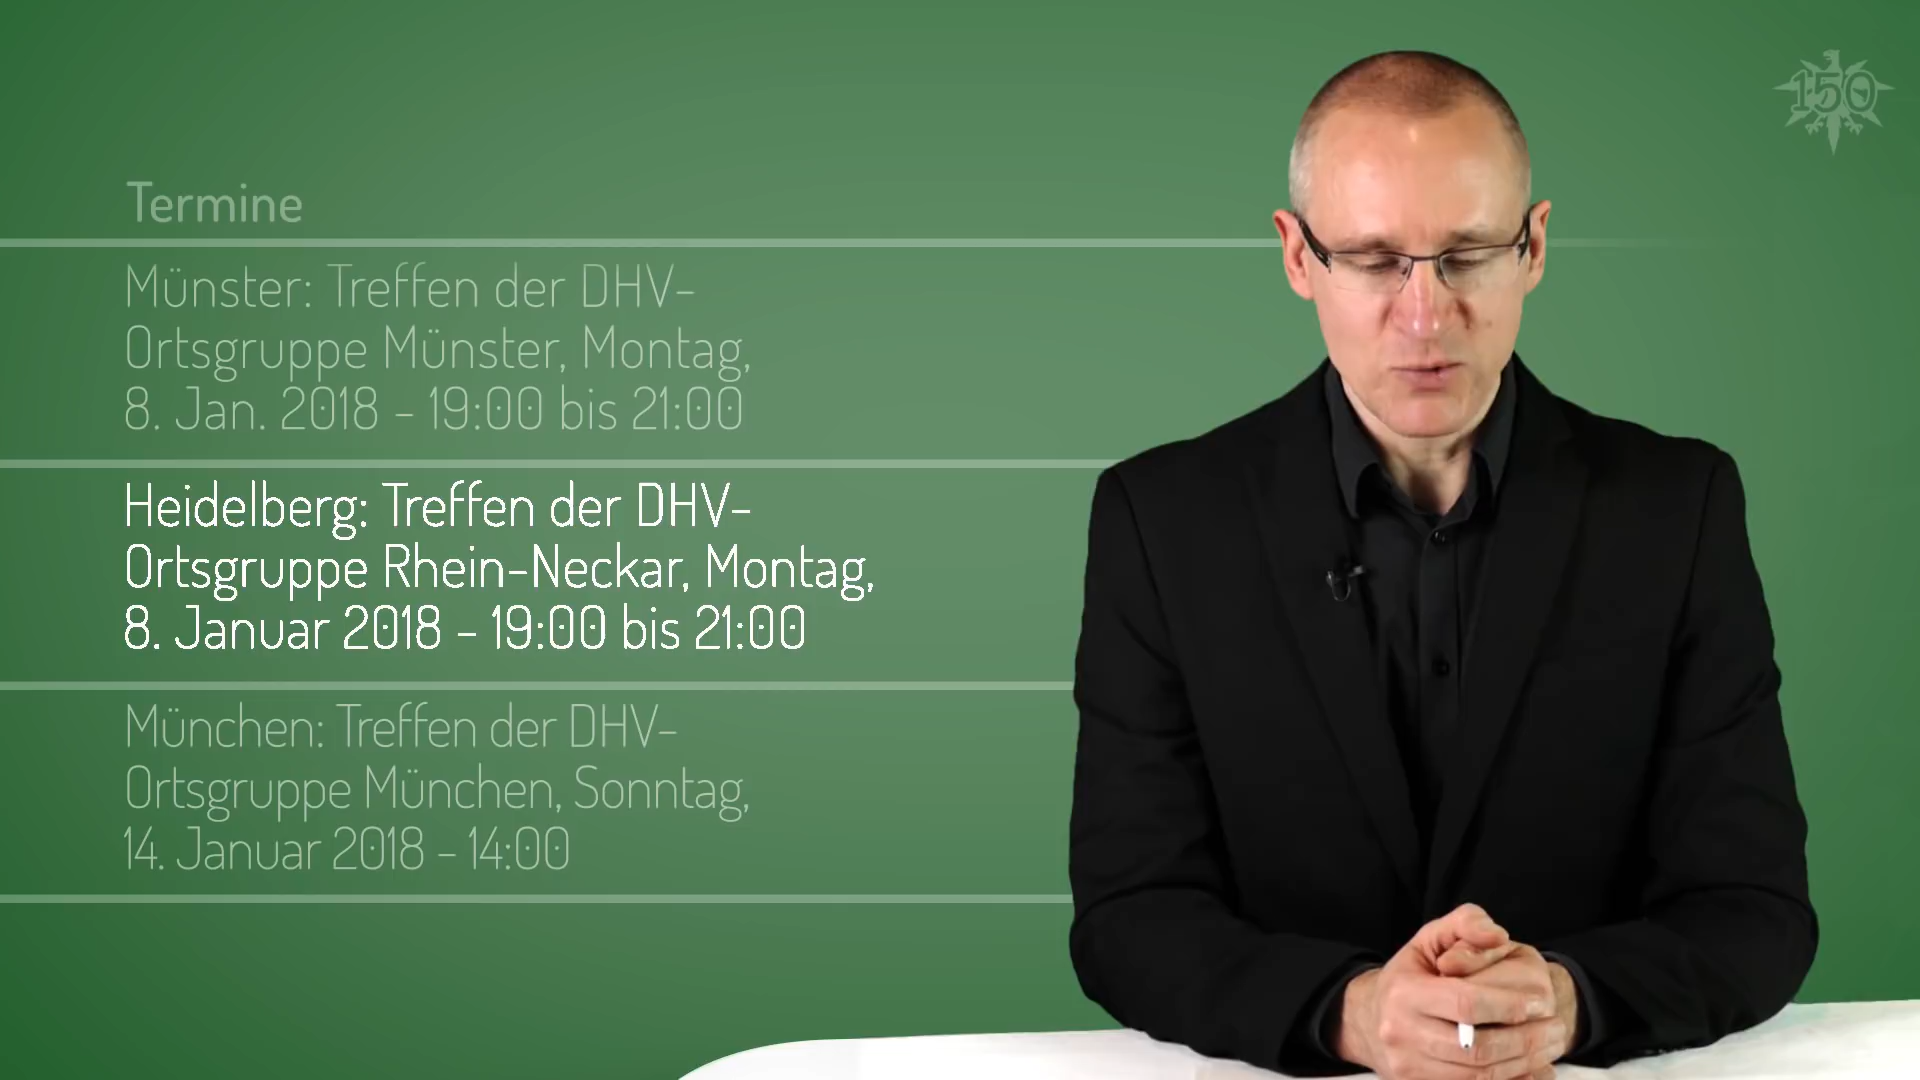 150
Termine
Münster: Treffen der DHV-
Ortsgruppe Münster, Montag,
8. Jan. 2018 - 19:00 bis 21:00
Heidelberg: Treffen der DHV-
Ortsgruppe Rhein-Neckar, Montag,
8. Januar 2018 - 19:00 bis 21:00
München: Treffen der DHV-
Ortsgruppe München, Sonntag,
14. Januar 2018 - 14:00